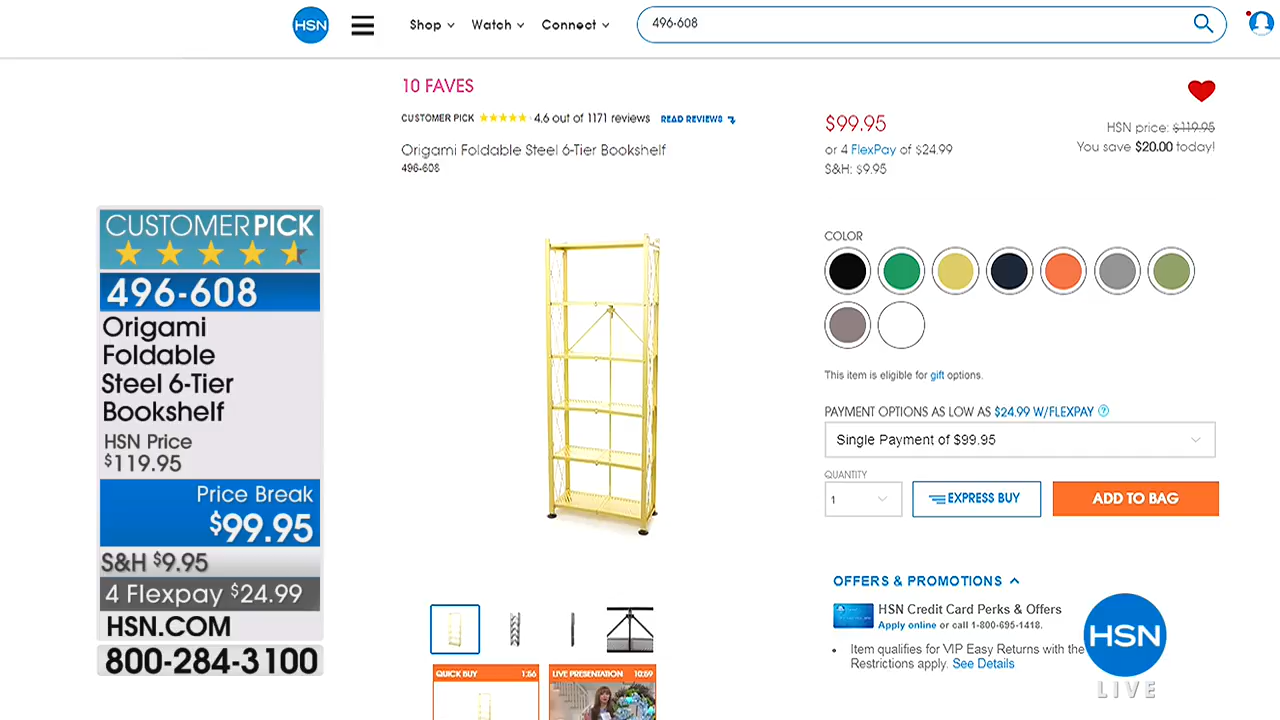 HSN
Shop
Watch
Connect
496-608
10 FAVES
CUSTOMER PICK
4.6 out of 1171 reviews
READ REVIEWS
Origami Foldable Steel 6-Tier Bookshelf
496-608
$99.95
or 4 FlexPay of $24.99
S&H: $9.95
HSN price: $119.95
You save $20.00 today!
COLOR
This item is eligible for gift options.
PAYMENT OPTIONS AS LOW AS $24.99 W/FLEXPAY ?
Single Payment of $99.95
QUANTITY
1
EXPRESS BUY
ADD TO BAG
OFFERS & PROMOTIONS
HSN Credit Card Perks & Offers
Apply online or call 1-800-695-1418.
• Item qualifies for VIP Easy Returns with the
Restrictions apply. See Details
QUICK BUY 1:56
LIVE PRESENTATION 10:59
CUSTOMER PICK
496-608
Origami
Foldable
Steel 6-Tier
Bookshelf
HSN Price
$119.95
Price Break
$99.95
S&H $9.95
4 Flexpay $24.99
HSN.COM
800-284-3100
HSN
LIVE